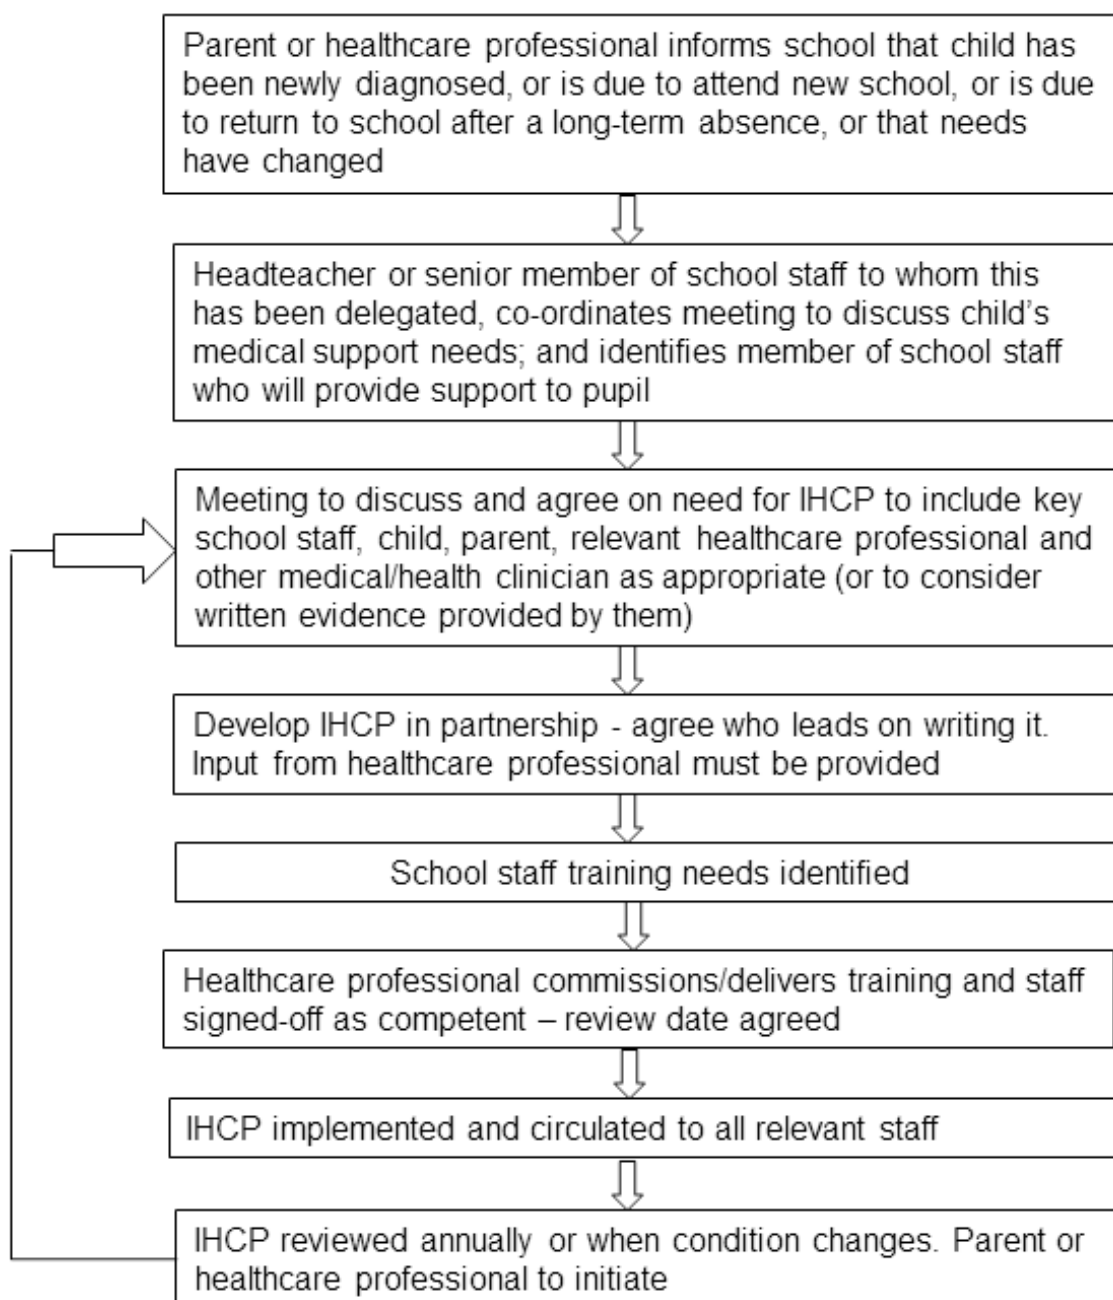 Parent or healthcare professional informs school that child has
been newly diagnosed, or is due to attend new school, or is due
to return to school after a long-term absence, or that needs
have changed
Headteacher or senior member of school staff to whom this
has been delegated, co-ordinates meeting to discuss child's
medical support needs; and identifies member of school staff
who will provide support to pupil
Meeting to discuss and agree on need for IHCP to include key
school staff, child, parent, relevant healthcare professional and
other medical/health clinician as appropriate (or to consider
written evidence provided by them)
Develop IHCP in partnership - agree who leads on writing it.
Input from healthcare professional must be provided
School staff training needs identified
Healthcare professional commissions/delivers training and staff
signed-off as competent – review date agreed
IHCP implemented and circulated to all relevant staff
IHCP reviewed annually or when condition changes. Parent or
healthcare professional to initiate